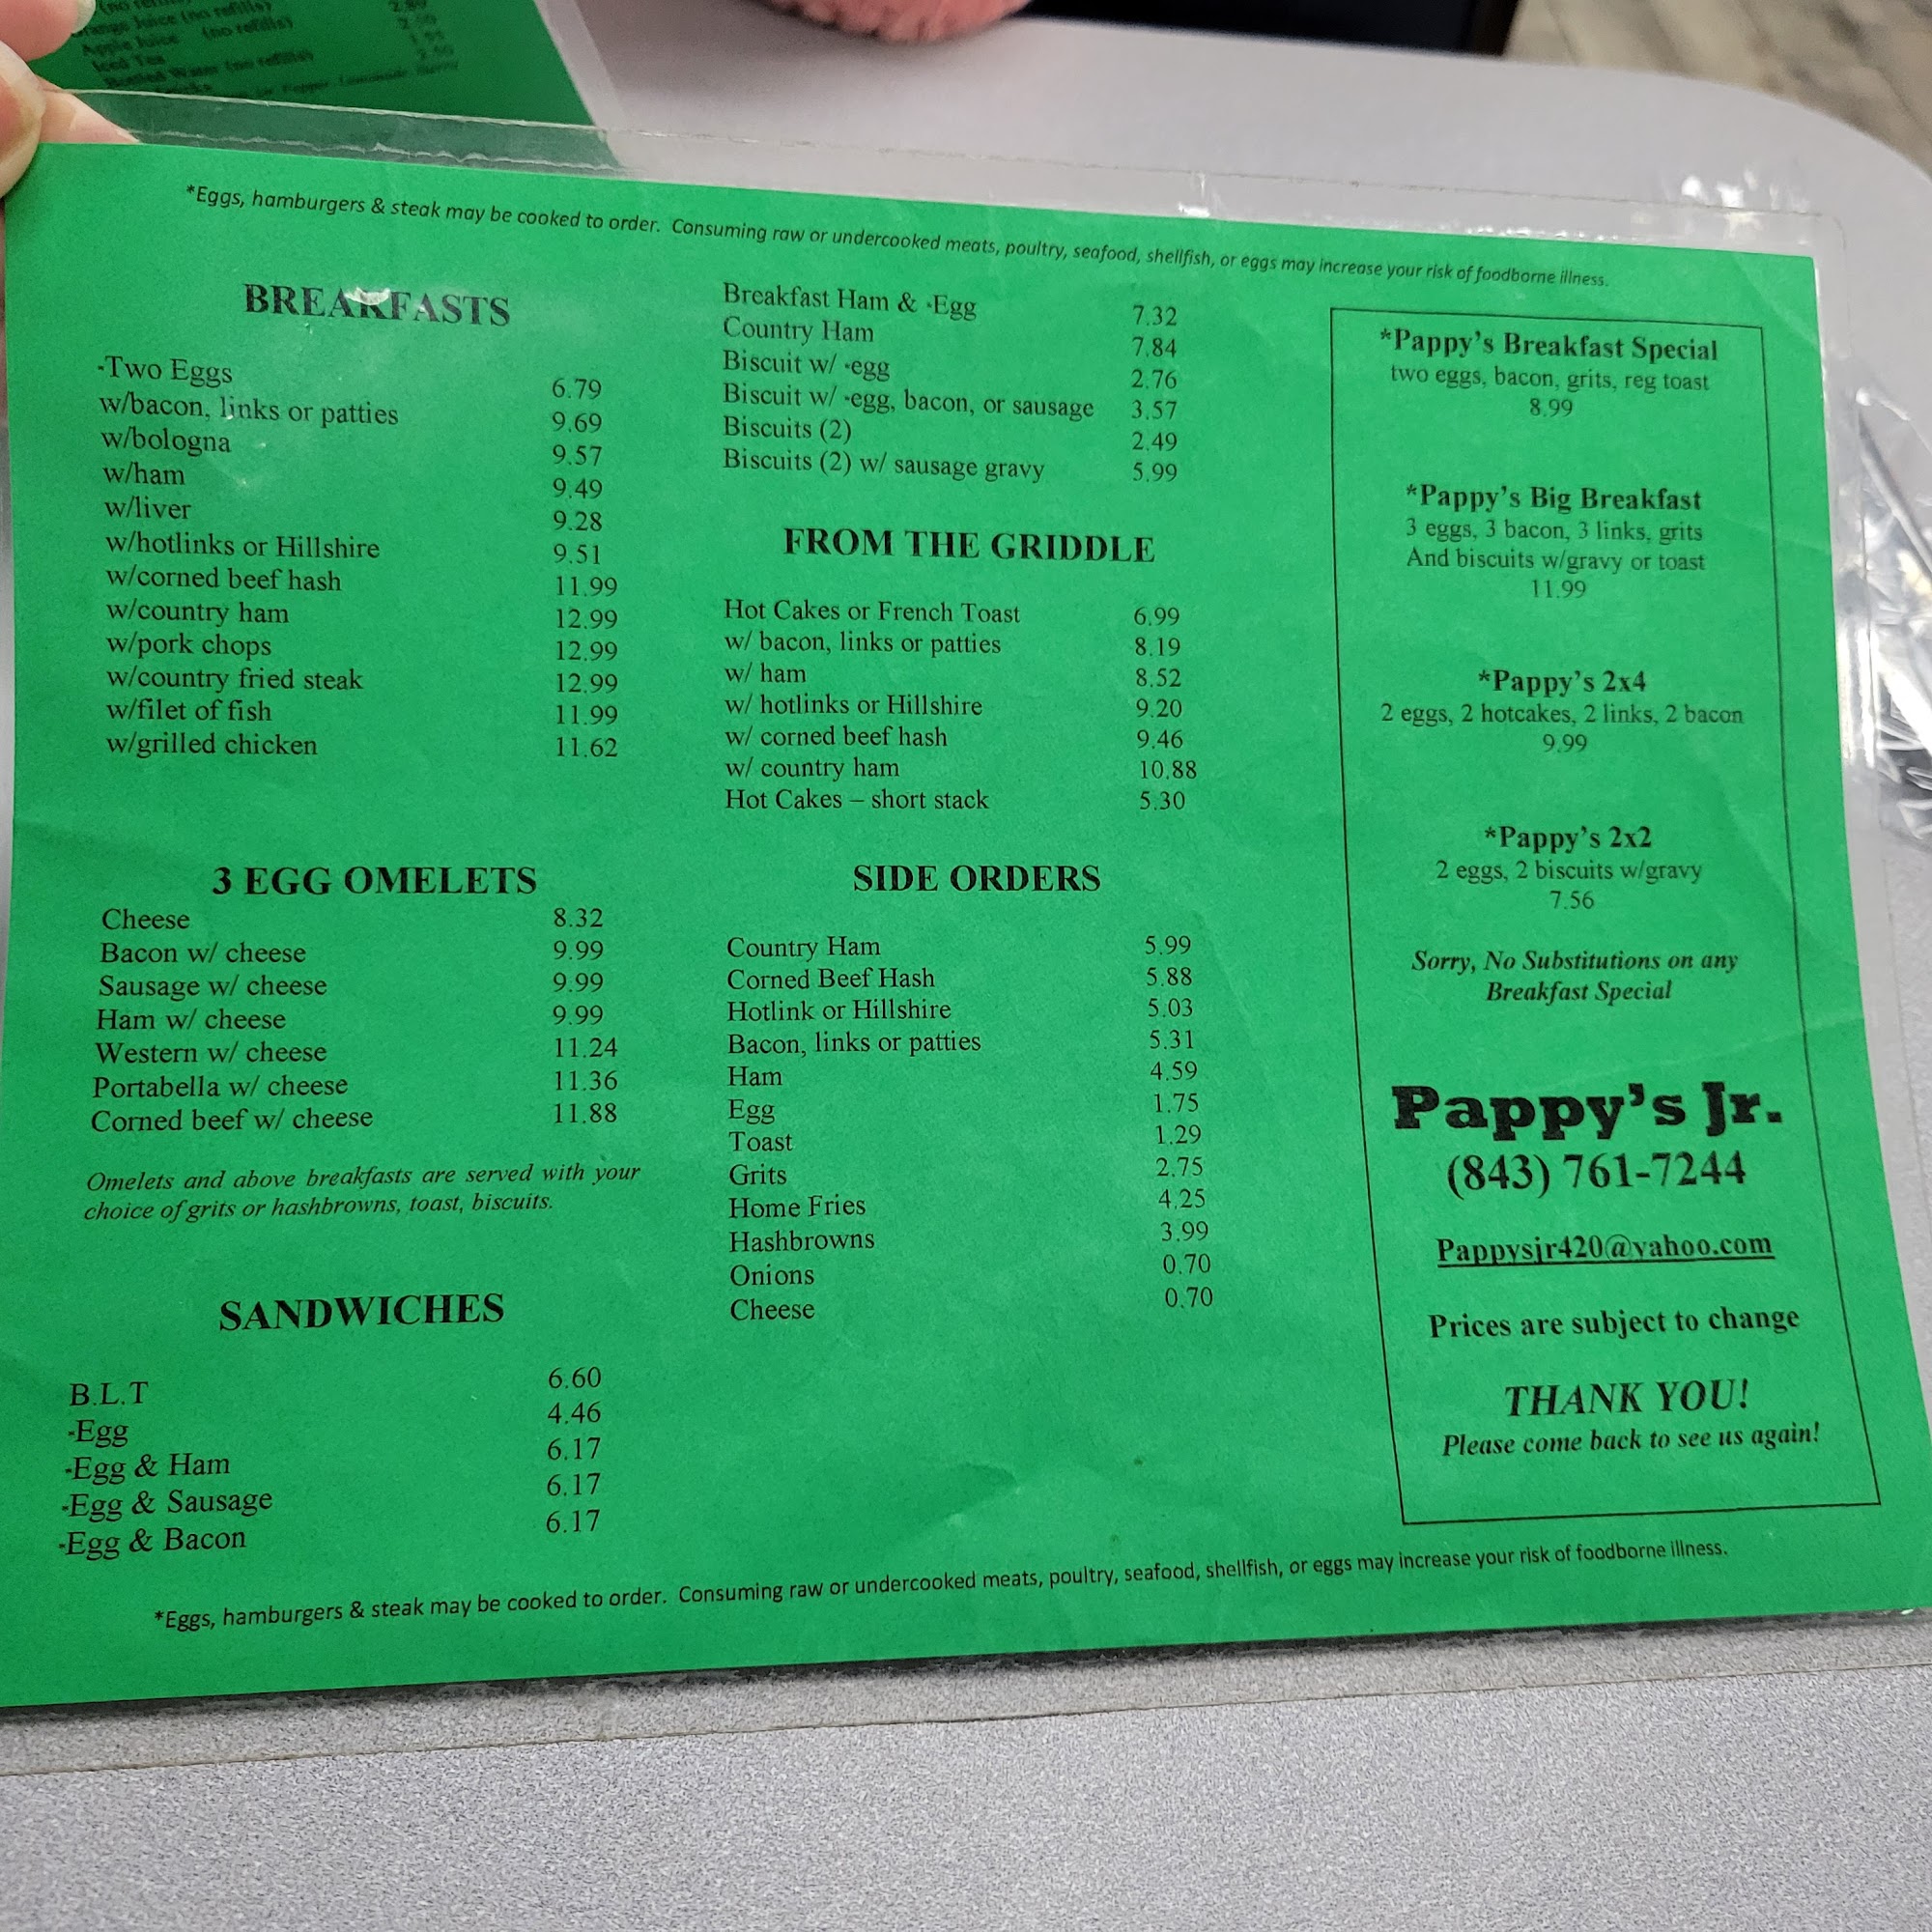 Orange Juice (no refills)
Apple Juice (no refills)
Iced Tea
Bottled Water (no refills)
*Eggs, hamburgers & steak may be cooked to order. Consuming raw or undercooked meats, poultry, seafood, shellfish, or eggs may increase your risk of foodborne illness.
BREAKFASTS
-Two Eggs 6.79
w/bacon, links or patties 9.69
w/bologna 9.57
w/ham 9.49
w/liver 9.28
w/hotlinks or Hillshire 9.51
w/corned beef hash 11.99
w/country ham 12.99
w/pork chops 12.99
w/country fried steak 12.99
w/filet of fish 11.99
w/grilled chicken 11.62
3 EGG OMELETS
Cheese 8.32
Bacon w/ cheese 9.99
Sausage w/ cheese 9.99
Ham w/ cheese 9.99
Western w/ cheese 11.24
Portabella w/ cheese 11.36
Corned beef w/ cheese 11.88
Omelets and above breakfasts are served with your
choice of grits or hashbrowns, toast, biscuits.
SANDWICHES
B.L.T 6.60
-Egg 4.46
-Egg & Ham 6.17
-Egg & Sausage 6.17
-Egg & Bacon 6.17
Breakfast Ham & -Egg 7.32
Country Ham 7.84
Biscuit w/ -egg 2.76
Biscuit w/ -egg, bacon, or sausage 3.57
Biscuits (2) 2.49
Biscuits (2) w/ sausage gravy 5.99
FROM THE GRIDDLE
Hot Cakes or French Toast 6.99
w/ bacon, links or patties 8.19
w/ ham 8.52
w/ hotlinks or Hillshire 9.20
w/ corned beef hash 9.46
w/ country ham 10.88
Hot Cakes – short stack 5.30
SIDE ORDERS
Country Ham 5.99
Corned Beef Hash 5.88
Hotlink or Hillshire 5.03
Bacon, links or patties 5.31
Ham 4.59
Egg 1.75
Toast 1.29
Grits 2.75
Home Fries 4.25
Hashbrowns 3.99
Onions 0.70
Cheese 0.70
*Pappy's Breakfast Special
two eggs, bacon, grits, reg toast
8.99
*Pappy's Big Breakfast
3 eggs, 3 bacon, 3 links, grits
And biscuits w/gravy or toast
11.99
*Pappy's 2x4
2 eggs, 2 hotcakes, 2 links, 2 bacon
9.99
*Pappy's 2x2
2 eggs, 2 biscuits w/gravy
7.56
Sorry, No Substitutions on any
Breakfast Special
Pappy's Jr.
(843) 761-7244
Pappysjr420@yahoo.com
Prices are subject to change
THANK YOU!
Please come back to see us again!
*Eggs, hamburgers & steak may be cooked to order. Consuming raw or undercooked meats, poultry, seafood, shellfish, or eggs may increase your risk of foodborne illness.